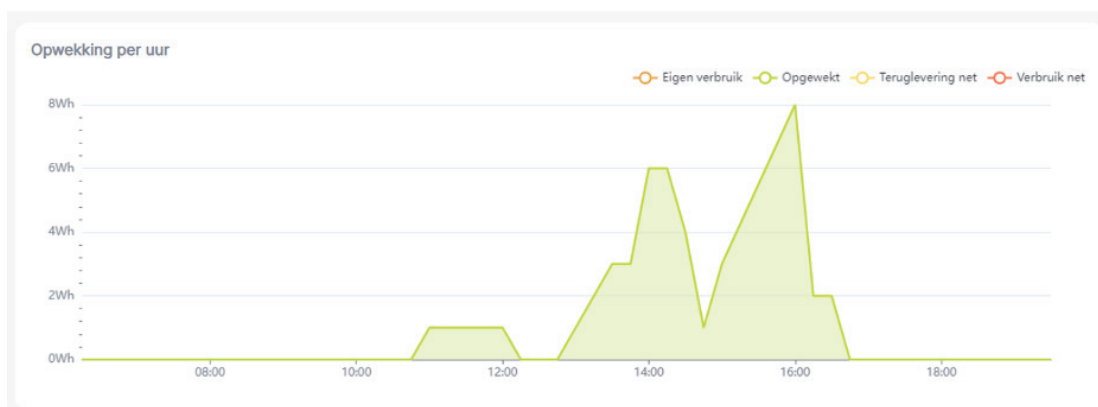 Opwekking per uur
Eigen verbruik Opgewekt Teruglevering net Verbruik net
8Wh
6Wh
4Wh
2Wh
0Wh
08:00 10:00 12:00 14:00 16:00 18:00